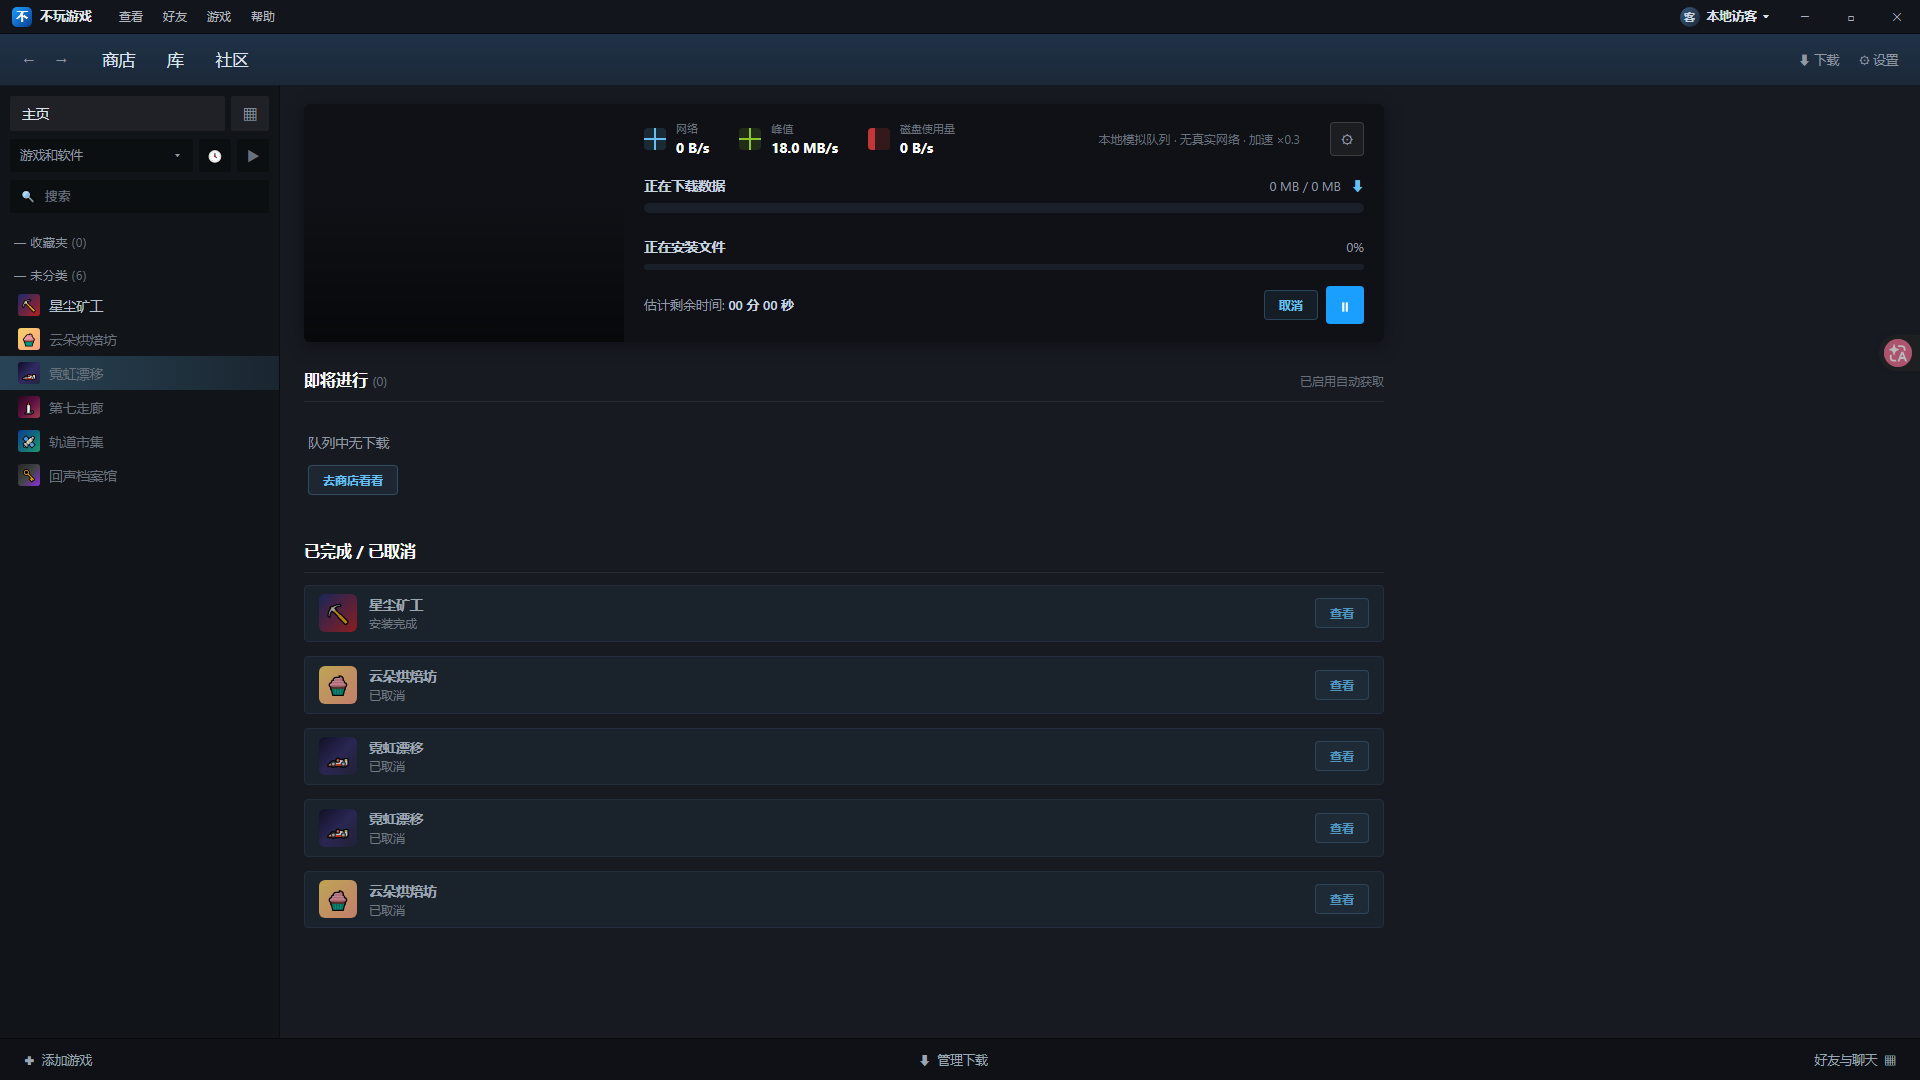 不 不玩游戏 查看 好友 游戏 帮助 客 本地访客
← → 商店 库 社区 下载 设置
主页
游戏和软件
搜索
— 收藏夹 (0)
— 未分类 (6)
星尘矿工
云朵烘焙坊
霓虹漂移
第七走廊
轨道市集
回声档案馆
网络 峰值 磁盘使用量
0 B/s 18.0 MB/s 0 B/s
本地模拟队列 · 无真实网络 · 加速 ×0.3
正在下载数据 0 MB / 0 MB
正在安装文件 0%
估计剩余时间: 00 分 00 秒 取消
即将进行 (0) 已启用自动获取
队列中无下载
去商店看看
已完成 / 已取消
星尘矿工
安装完成
查看
云朵烘焙坊
已取消
查看
霓虹漂移
已取消
查看
霓虹漂移
已取消
查看
云朵烘焙坊
已取消
查看
添加游戏 管理下载 好友与聊天